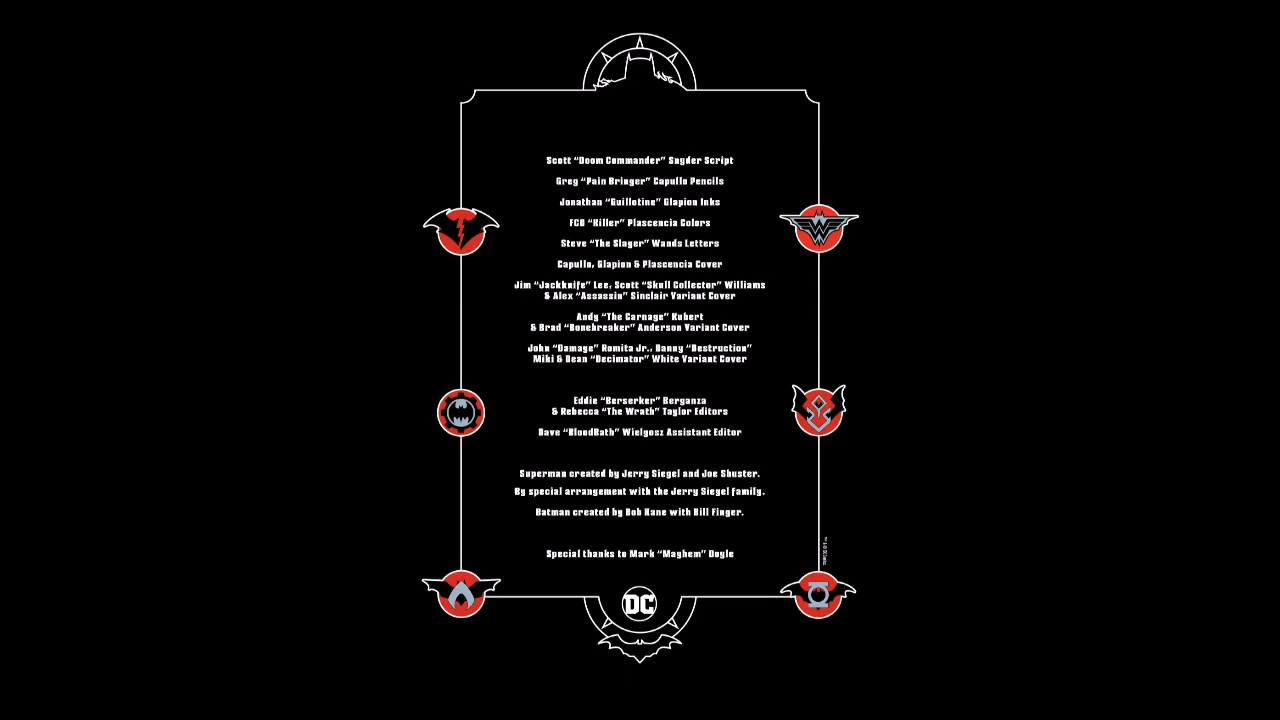 Scott “Doom Commander” Snyder Script
Greg “Pain Bringer” Capullo Pencils
Jonathan “Guillotine” Glapion Inks
FCO “Killer” Plascencia Colors
Steve “The Slayer” Wands Letters
Capullo, Glapion & Plascencia Cover
Jim “Jackknife” Lee, Scott “Skull Collector” Williams
& Alex “Assassin” Sinclair Variant Cover
Andy “The Carnage” Kubert
& Brad “Bonebreaker” Anderson Variant Cover
John “Damage” Romita Jr., Danny “Destruction”
Miki & Dean “Decimator” White Variant Cover
Eddie “Berserker” Berganza
& Rebecca “The Wrath” Taylor Editors
Dave “BloodBath” Wielgosz Assistant Editor
Superman created by Jerry Siegel and Joe Shuster.
By special arrangement with the Jerry Siegel family.
Batman created by Bob Kane with Bill Finger.
Special thanks to Mark “Mayhem” Doyle
DC